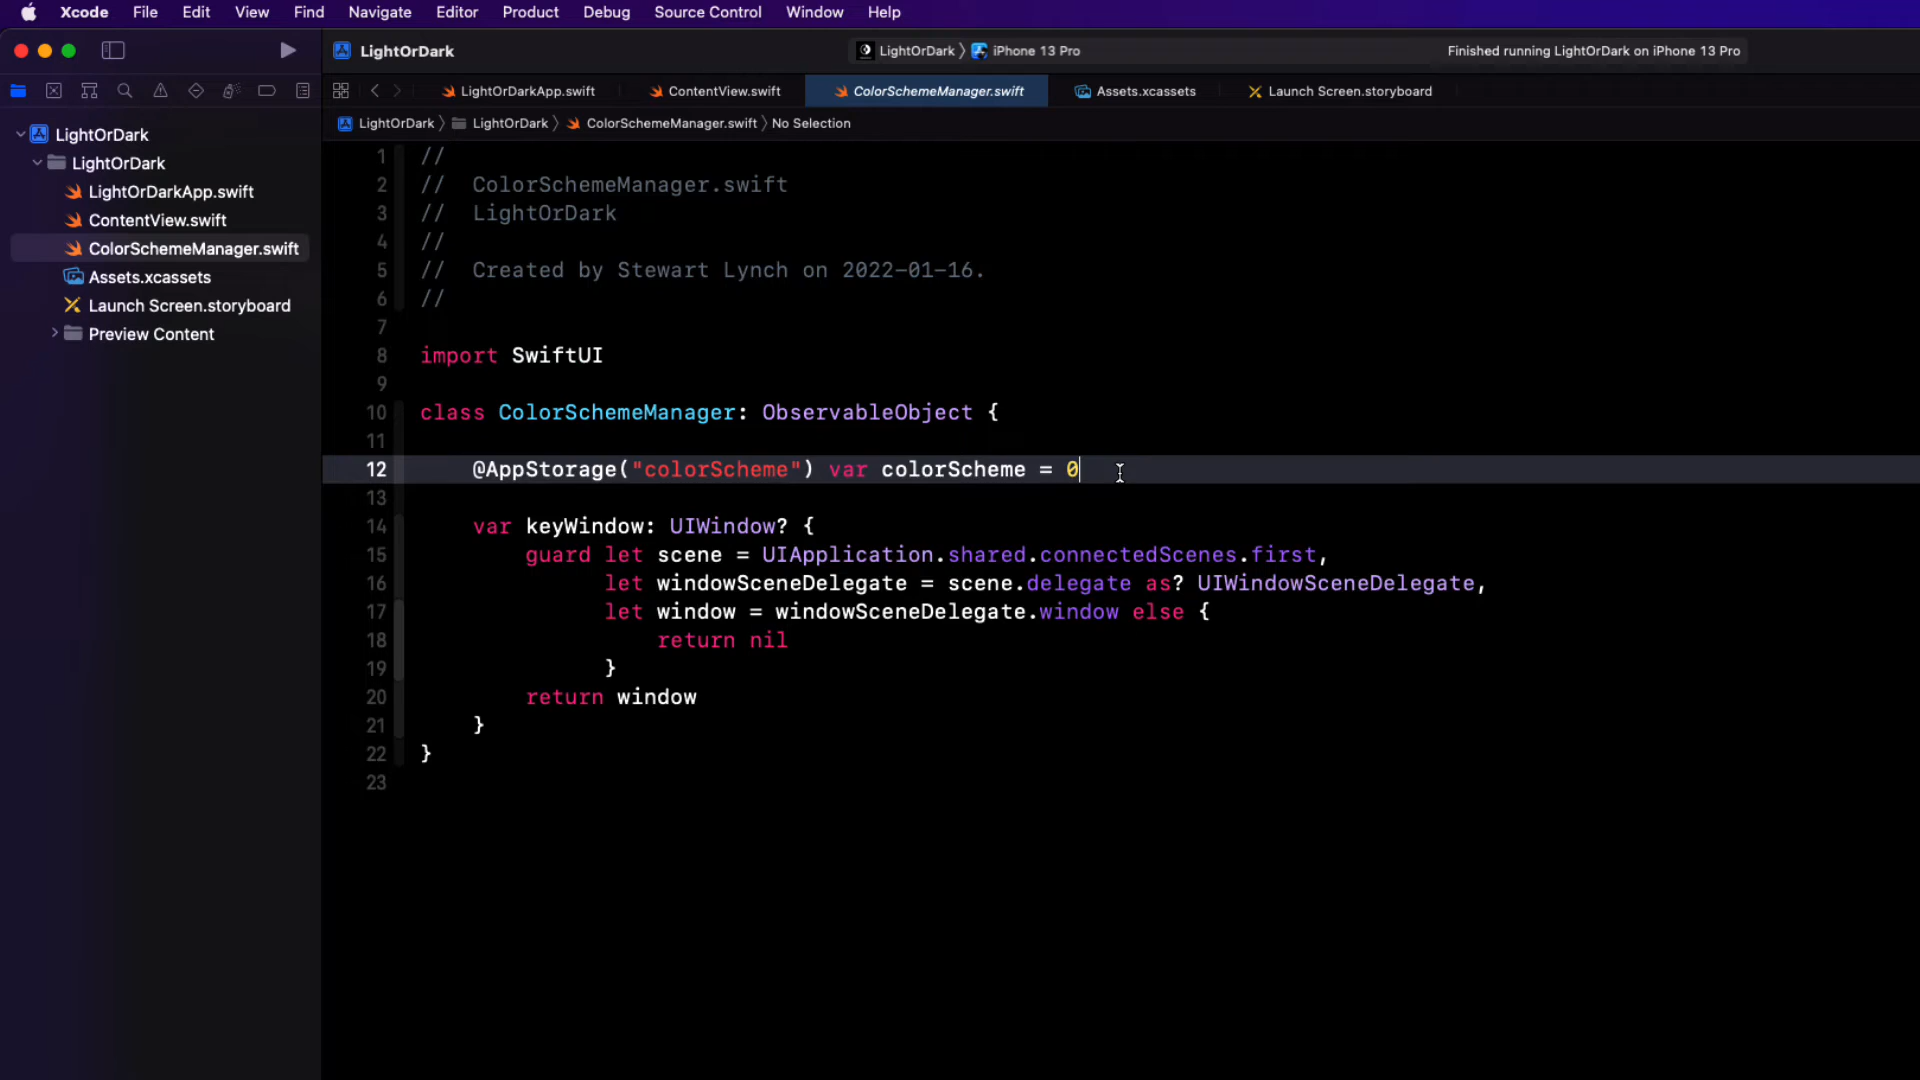 Xcode File Edit View Find Navigate Editor Product Debug Source Control Window Help
LightOrDark LightOrDark iPhone 13 Pro Finished running LightOrDark on iPhone 13 Pro
LightOrDarkApp.swift ContentView.swift ColorSchemeManager.swift Assets.xcassets Launch Screen.storyboard
LightOrDark LightOrDark ColorSchemeManager.swift No Selection
LightOrDark
LightOrDark
LightOrDarkApp.swift
ContentView.swift
ColorSchemeManager.swift
Assets.xcassets
Launch Screen.storyboard
Preview Content
1 //
2 // ColorSchemeManager.swift
3 // LightOrDark
4 //
5 // Created by Stewart Lynch on 2022-01-16.
6 //
7
8 import SwiftUI
9
10 class ColorSchemeManager: ObservableObject {
11
12 @AppStorage("colorScheme") var colorScheme = 0
13
14 var keyWindow: UIWindow? {
15 guard let scene = UIApplication.shared.connectedScenes.first,
16 let windowSceneDelegate = scene.delegate as? UIWindowSceneDelegate,
17 let window = windowSceneDelegate.window else {
18 return nil
19 }
20 return window
21 }
22 }
23